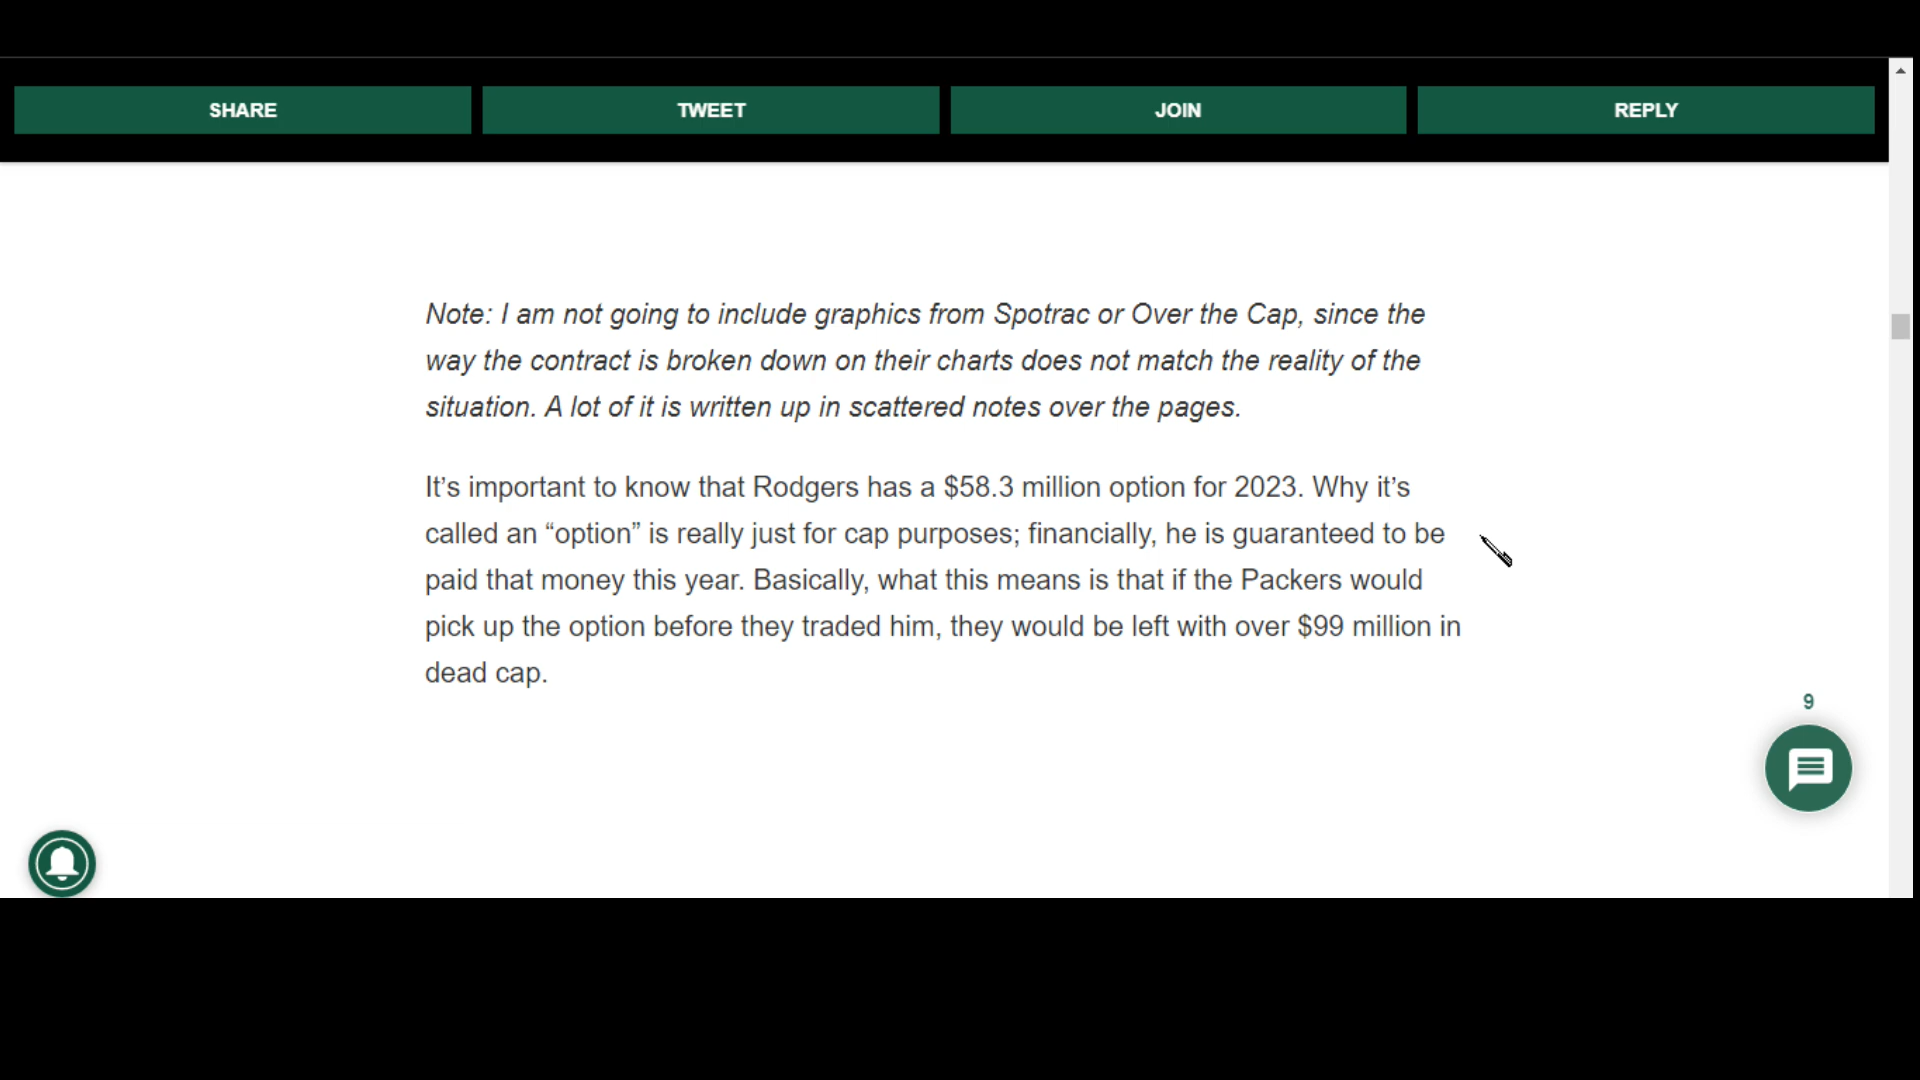 SHARE
TWEET
JOIN
REPLY
Note: I am not going to include graphics from Spotrac or Over the Cap, since the
way the contract is broken down on their charts does not match the reality of the
situation. A lot of it is written up in scattered notes over the pages.
It’s important to know that Rodgers has a $58.3 million option for 2023. Why it’s
called an “option” is really just for cap purposes; financially, he is guaranteed to be
paid that money this year. Basically, what this means is that if the Packers would
pick up the option before they traded him, they would be left with over $99 million in
dead cap.
9